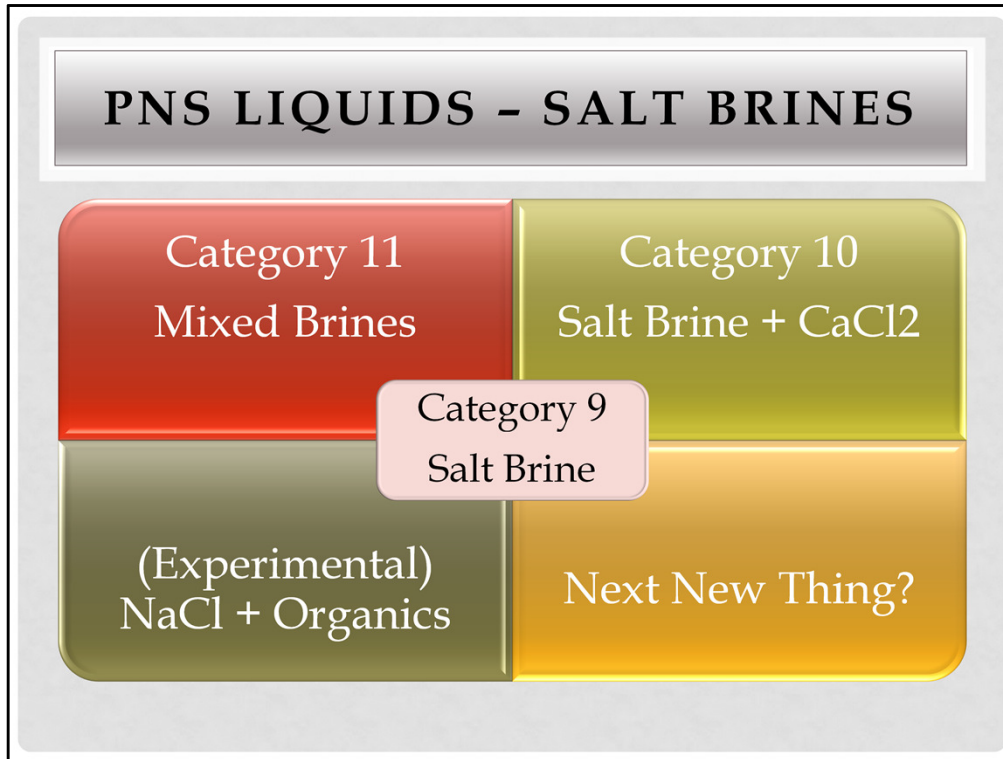 PNS LIQUIDS – SALT BRINES
Category 11
Mixed Brines
Category 10
Salt Brine + CaCl2
Category 9
Salt Brine
(Experimental)
NaCl + Organics
Next New Thing?